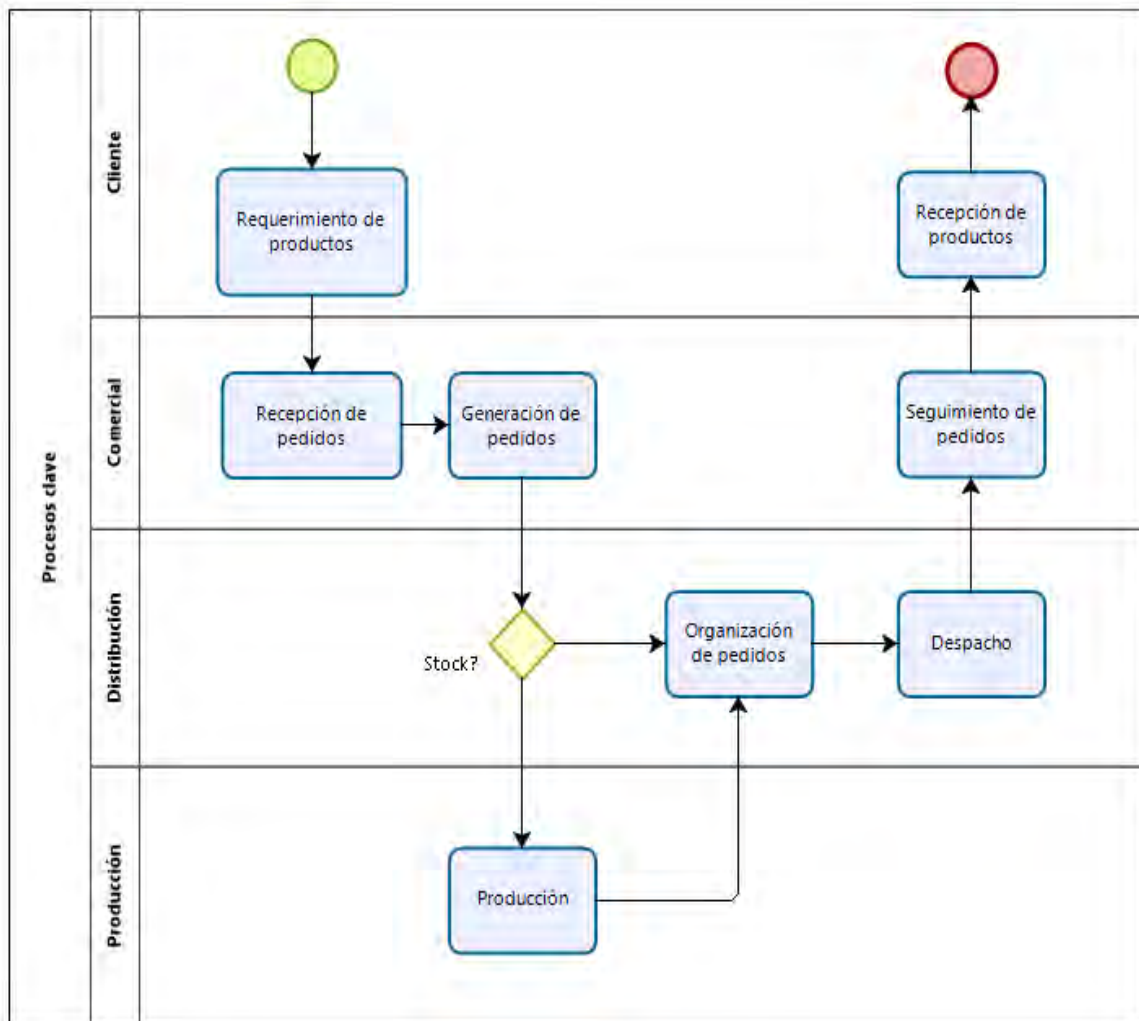 Procesos clave
Cliente
Requerimiento de
productos
Recepción de
productos
Comercial
Recepción de
pedidos
Generación de
pedidos
Seguimiento de
pedidos
Distribución
Stock?
Organización
de pedidos
Despacho
Producción
Producción